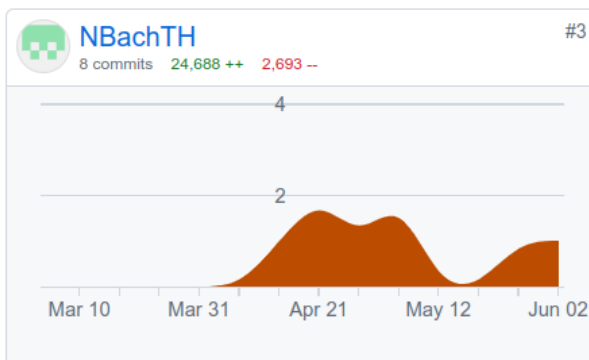 NBachTH
#3
8 commits 24,688 ++ 2,693 --
4
2
Mar 10 Mar 31 Apr 21 May 12 Jun 02